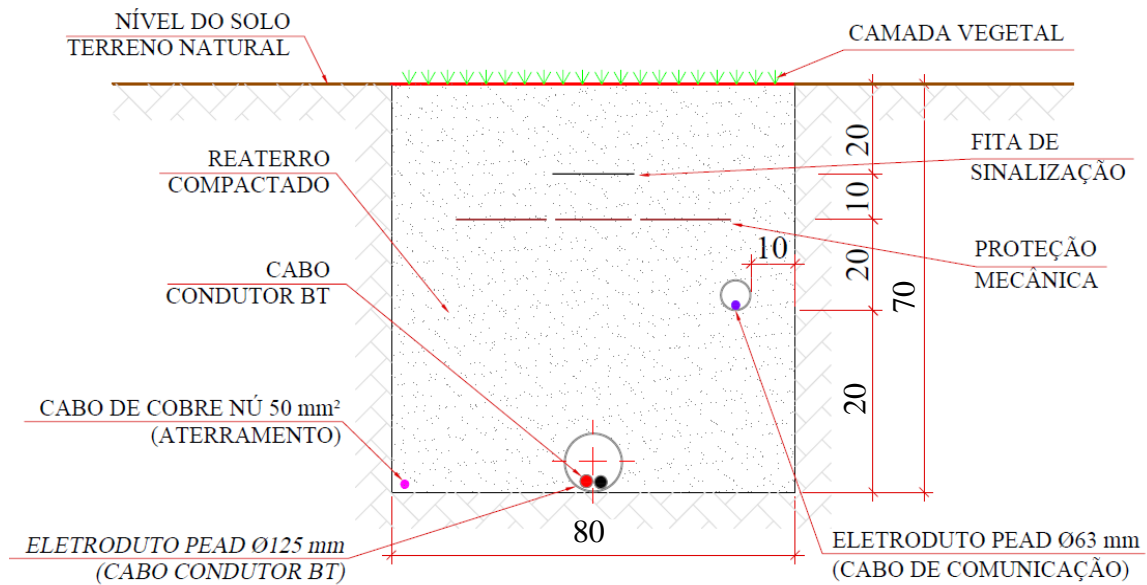 NÍVEL DO SOLO
TERRENO NATURAL
CAMADA VEGETAL
REATERRO
COMPACTADO
FITA DE
SINALIZAÇÃO
20
10
10
20
70
20
PROTEÇÃO
MECÂNICA
CABO
CONDUTOR BT
CABO DE COBRE NÚ 50 mm²
(ATERRAMENTO)
80
ELETRODUTO PEAD Ø125 mm
(CABO CONDUTOR BT)
ELETRODUTO PEAD Ø63 mm
(CABO DE COMUNICAÇÃO)